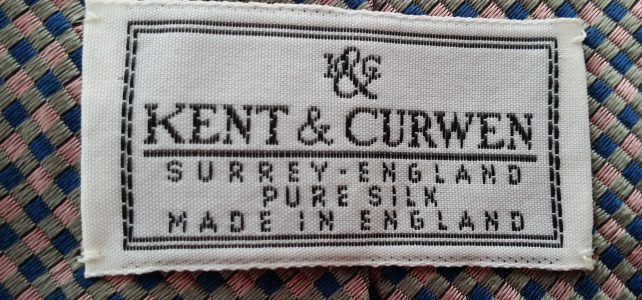 K&C
KENT & CURWEN
SURREY-ENGLAND
PURE SILK
MADE IN ENGLAND